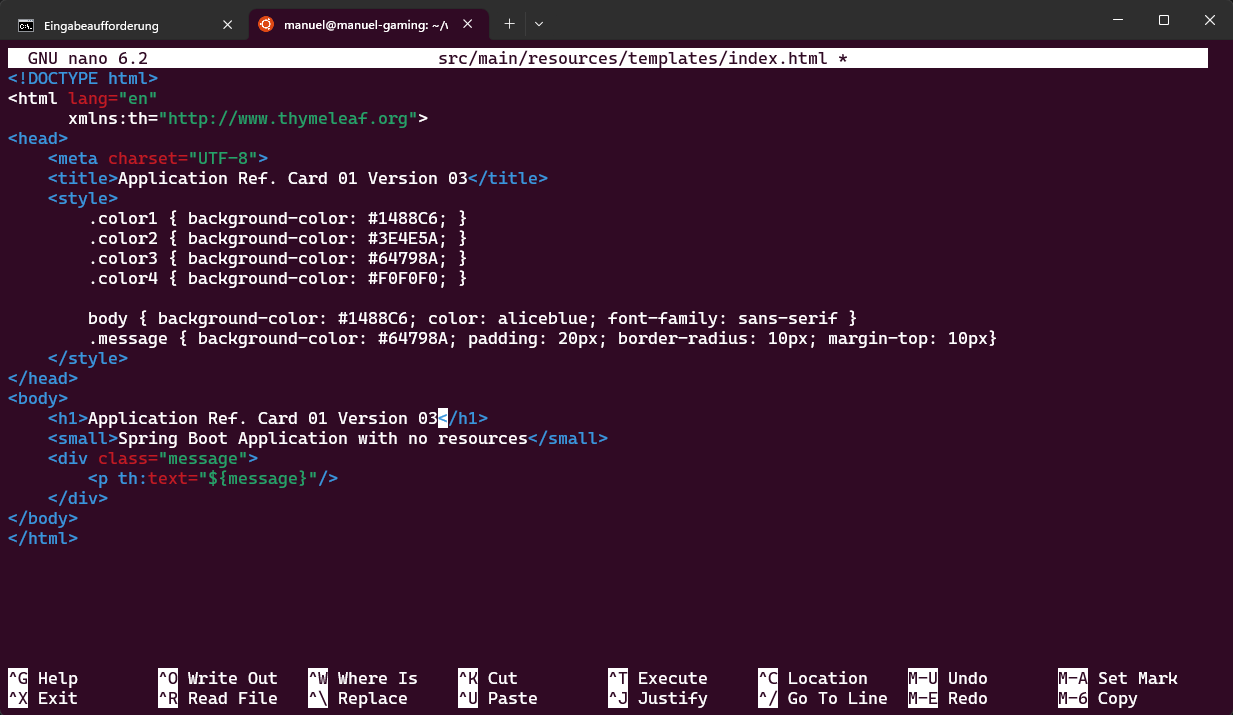 Eingabeaufforderung
manuel@manuel-gaming: ~/
GNU nano 6.2 src/main/resources/templates/index.html *
<!DOCTYPE html>
<html lang="en"
      xmlns:th="http://www.thymeleaf.org">
<head>
    <meta charset="UTF-8">
    <title>Application Ref. Card 01 Version 03</title>
    <style>
        .color1 { background-color: #1488C6; }
        .color2 { background-color: #3E4E5A; }
        .color3 { background-color: #64798A; }
        .color4 { background-color: #F0F0F0; }

        body { background-color: #1488C6; color: aliceblue; font-family: sans-serif }
        .message { background-color: #64798A; padding: 20px; border-radius: 10px; margin-top: 10px}
    </style>
</head>
<body>
    <h1>Application Ref. Card 01 Version 03</h1>
    <small>Spring Boot Application with no resources</small>
    <div class="message">
        <p th:text="${message}"/>
    </div>
</body>
</html>
^G Help ^O Write Out ^W Where Is ^K Cut ^T Execute ^C Location M-U Undo M-A Set Mark
^X Exit ^R Read File ^\ Replace ^U Paste ^J Justify ^/ Go To Line M-E Redo M-6 Copy